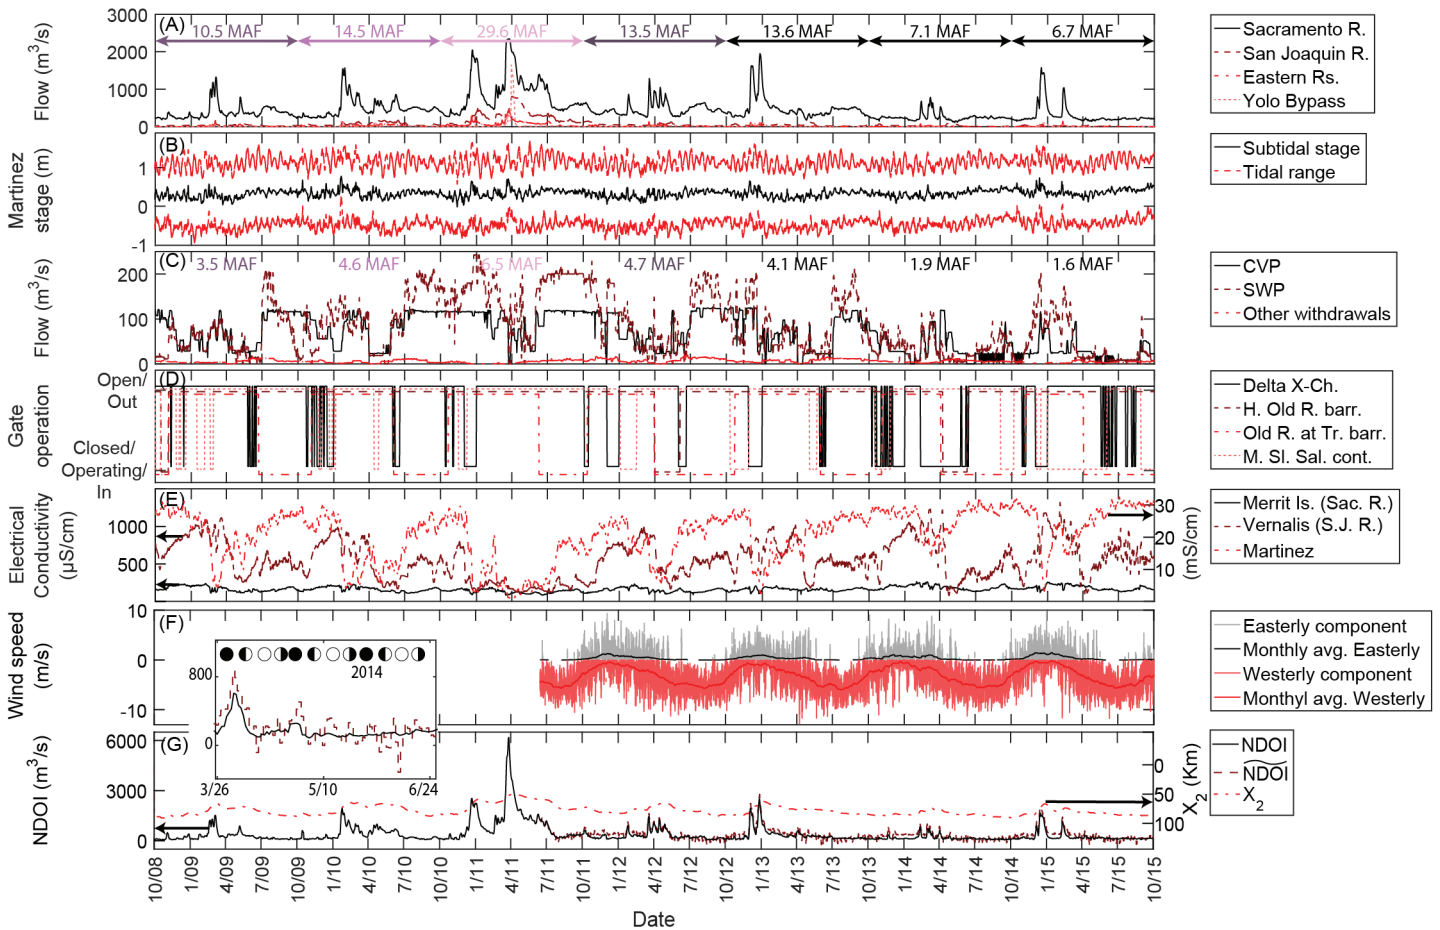 (A)
10.5 MAF
14.5 MAF
29.6 MAF
13.5 MAF
13.6 MAF
7.1 MAF
6.7 MAF
3000
2000
1000
0
Flow (m³/s)
Sacramento R.
San Joaquin R.
Eastern Rs.
Yolo Bypass
(B)
1
0
-1
Martinez
stage (m)
Subtidal stage
Tidal range
(C)
3.5 MAF
4.6 MAF
6.5 MAF
4.7 MAF
4.1 MAF
1.9 MAF
1.6 MAF
200
100
0
Flow (m³/s)
CVP
SWP
Other withdrawals
(D)
Open/
Out
Gate
operation
Closed/
Operating/
In
Delta X-Ch.
H. Old R. barr.
Old R. at Tr. barr.
M. Sl. Sal. cont.
(E)
1000
500
Electrical
Conductivity
(µS/cm)
30
20
10
(mS/cm)
Merrit Is. (Sac. R.)
Vernalis (S.J. R.)
Martinez
(F)
10
0
-10
Wind speed
(m/s)
Easterly component
Monthly avg. Easterly
Westerly component
Monthyl avg. Westerly
2014
800
0
3/26
5/10
6/24
(G)
6000
3000
0
NDOI (m³/s)
0
50
100
X₂ (Km)
NDOI
NDOI
X₂
10/08
1/09
4/09
7/09
10/09
1/10
4/10
7/10
10/10
1/11
4/11
7/11
10/11
1/12
4/12
7/12
10/12
1/13
4/13
7/13
10/13
1/14
4/14
7/14
10/14
1/15
4/15
7/15
10/15
Date